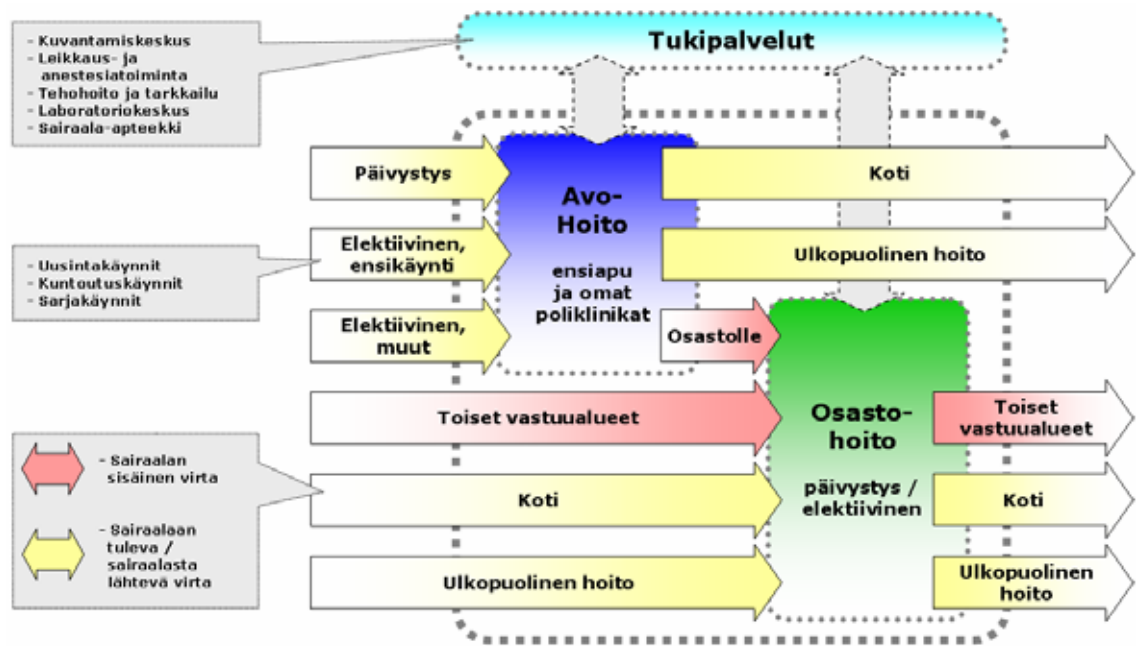 - Kuvantamiskeskus
- Leikkaus- ja
anestesiatoiminta
- Tehohoito ja tarkkailu
- Laboratoriokeskus
- Sairaala-apteekki
Tukipalvelut
Päivystys
Avo-
Hoito
ensiapu
ja omat
poliklinikat
Koti
- Uusintakäynnit
- Kuntoutuskäynnit
- Sarjakäynnit
Elektiivinen,
ensikäynti
Ulkopuolinen hoito
Elektiivinen,
muut
Osastolle
Toiset vastuualueet
Osasto-
hoito
päivystys /
elektiivinen
Toiset
vastuualueet
- Sairaalan
sisäinen virta
- Sairaalaan
tuleva /
sairaalasta
lähtevä virta
Koti
Koti
Ulkopuolinen hoito
Ulkopuolinen
hoito